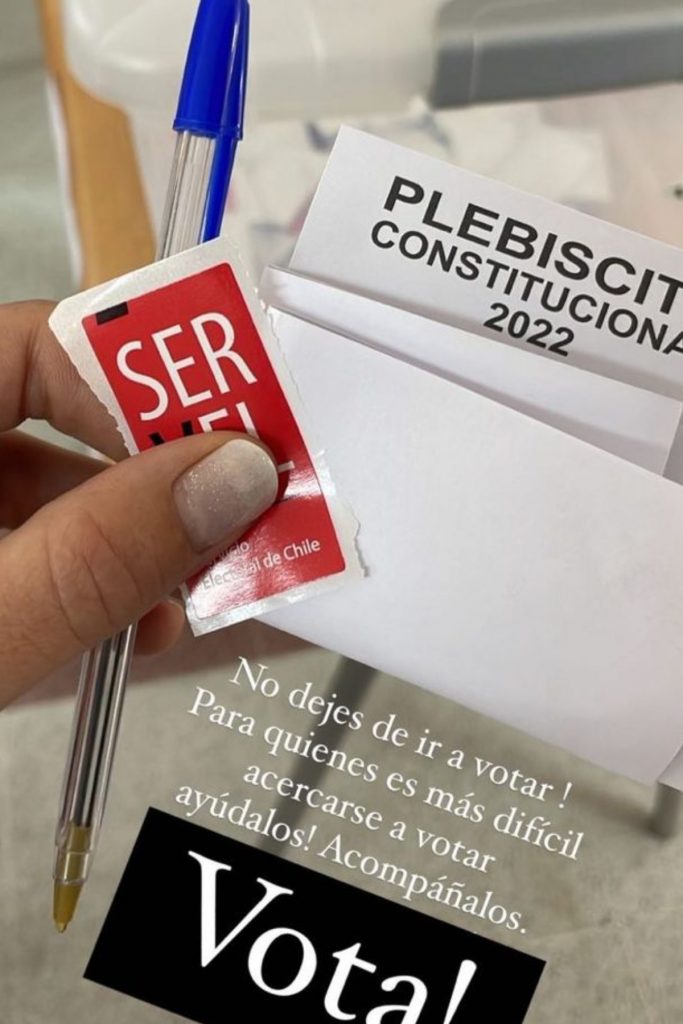 PLEBISCIT
CONSTITUCIONA
2022
SER
VEL
Electoral de Chile
No dejes de ir a votar !
Para quienes es más difícil
acercarse a votar
ayúdalos! Acompáñalos.
Vota!